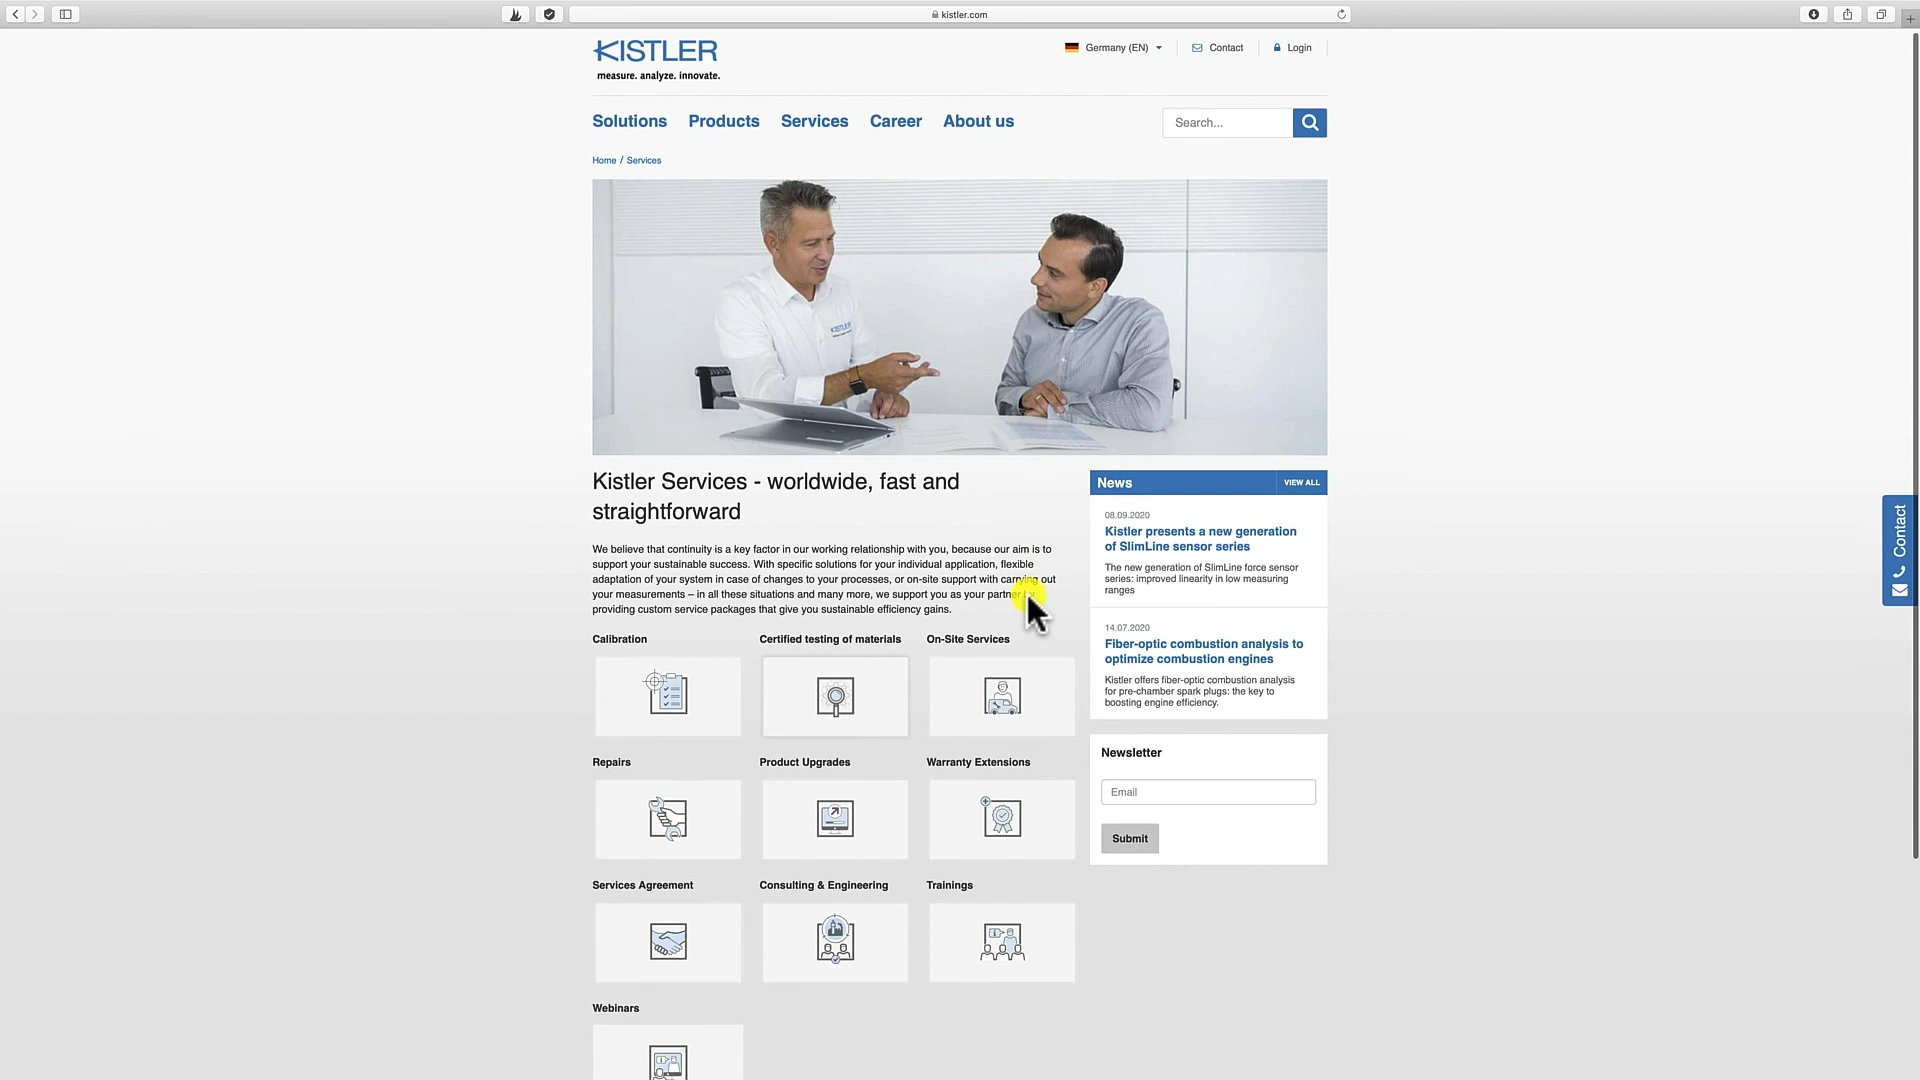 kistler.com
KISTLER
measure. analyze. innovate.
Germany (EN)
Contact
Login
Solutions
Products
Services
Career
About us
Search...
Home / Services
KISTLER
Kistler Services - worldwide, fast and
straightforward
We believe that continuity is a key factor in our working relationship with you, because our aim is to
support your sustainable success. With specific solutions for your individual application, flexible
adaptation of your system in case of changes to your processes, or on-site support with carrying out
your measurements – in all these situations and many more, we support you as your partner by
providing custom service packages that give you sustainable efficiency gains.
Calibration
Certified testing of materials
On-Site Services
Repairs
Product Upgrades
Warranty Extensions
Services Agreement
Consulting & Engineering
Trainings
Webinars
News
VIEW ALL
08.09.2020
Kistler presents a new generation
of SlimLine sensor series
The new generation of SlimLine force sensor
series: improved linearity in low measuring
ranges
14.07.2020
Fiber-optic combustion analysis to
optimize combustion engines
Kistler offers fiber-optic combustion analysis
for pre-chamber spark plugs: the key to
boosting engine efficiency.
Newsletter
Email
Submit
Contact